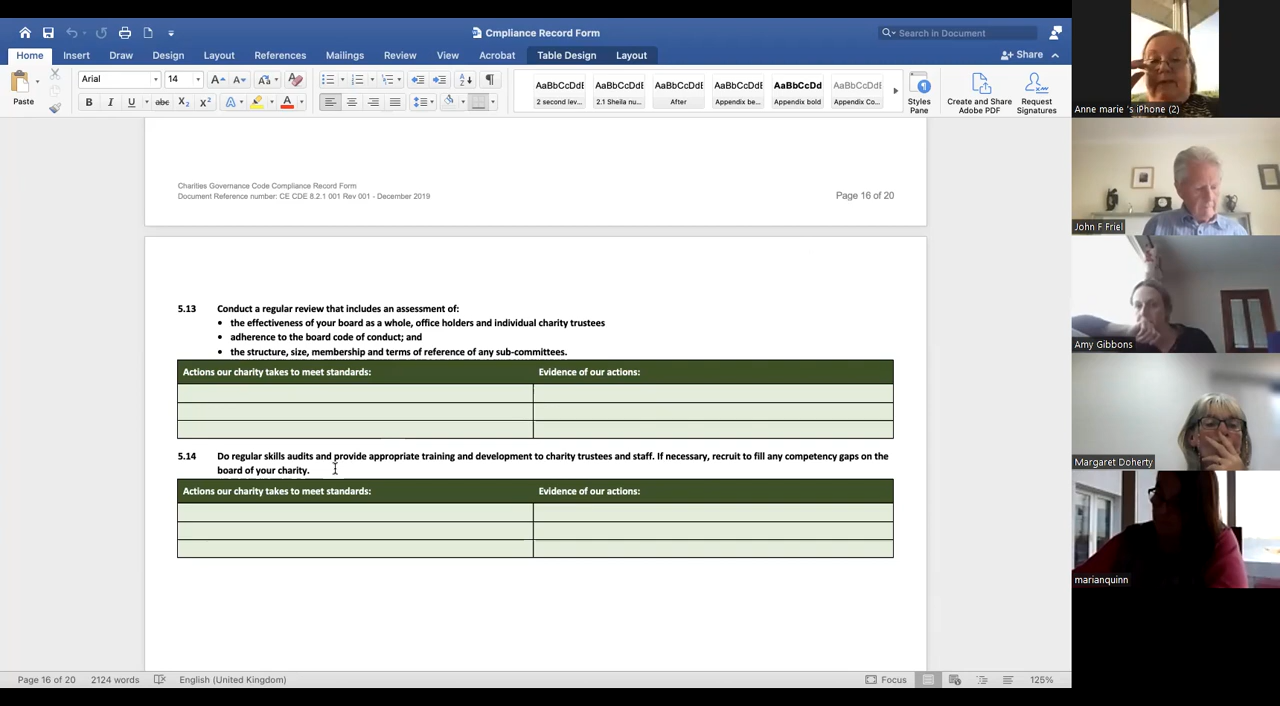 Cmpliance Record Form
Search in Document
Home Insert Draw Design Layout References Mailings Review View Acrobat Table Design Layout
Share
Paste
Arial 14
AaBbCcDdE AaBbCcDdE AaBbCcDdE AaBbCcDdE AaBbCcDd AaBbCcDdE
2 second lev... 2.1 Sheila nu... After Appendix be... Appendix bold Appendix Co...
Styles Pane
Create and Share Adobe PDF
Request Signatures
Charities Governance Code Compliance Record Form
Document Reference number: CE CDE 8.2.1 001 Rev 001 - December 2019
Page 16 of 20
5.13 Conduct a regular review that includes an assessment of:
• the effectiveness of your board as a whole, office holders and individual charity trustees
• adherence to the board code of conduct; and
• the structure, size, membership and terms of reference of any sub-committees.
Actions our charity takes to meet standards: Evidence of our actions:
5.14 Do regular skills audits and provide appropriate training and development to charity trustees and staff. If necessary, recruit to fill any competency gaps on the
board of your charity.
Actions our charity takes to meet standards: Evidence of our actions:
Page 16 of 20 2124 words English (United Kingdom)
Focus 125%
Anne marie 's iPhone (2)
John F Friel
Amy Gibbons
Margaret Doherty
marianquinn